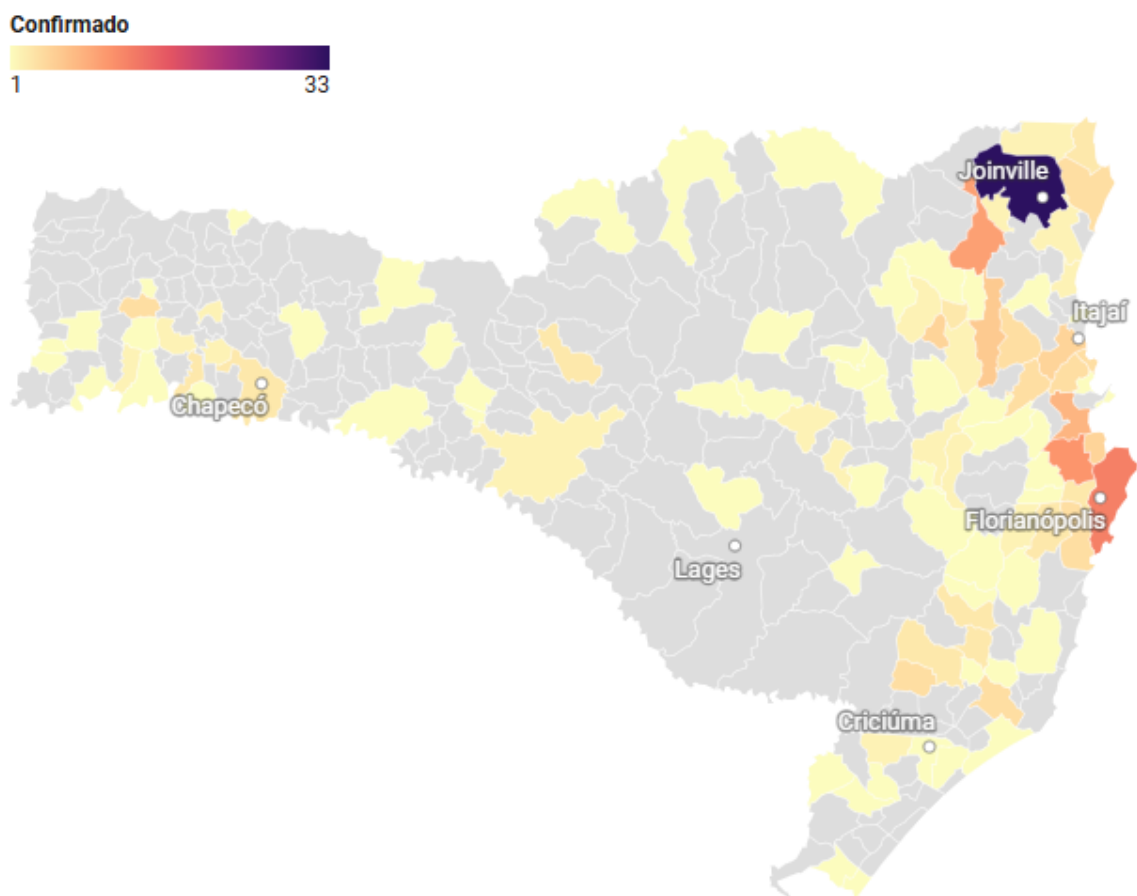 Confirmado
1 33
Joinville
Itajaí
Chapecó
Florianópolis
Lages
Criciúma